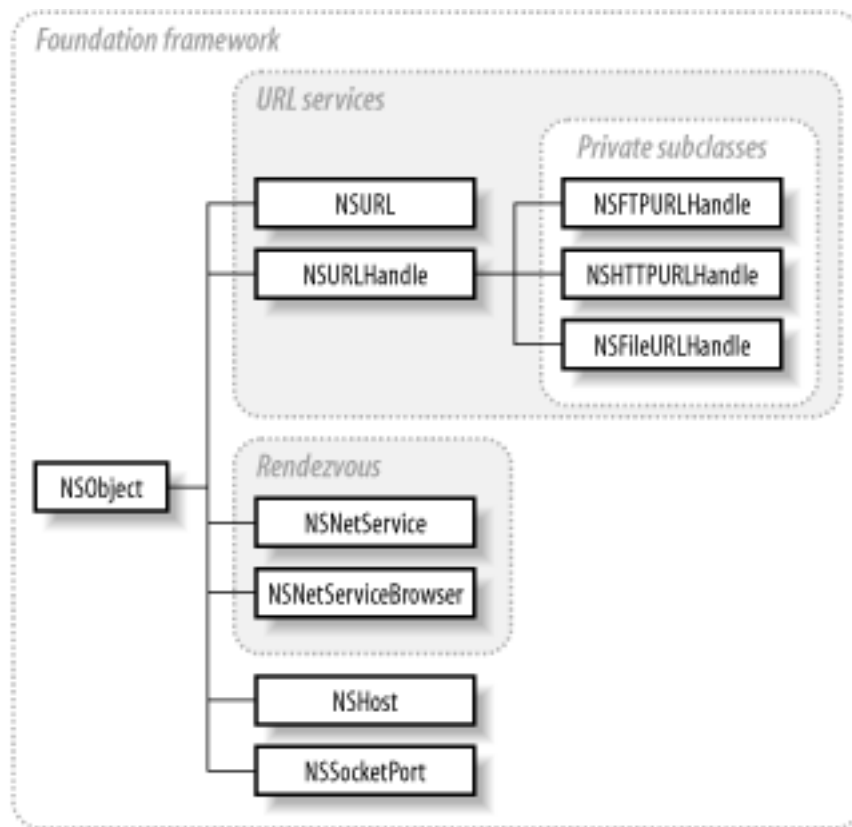 Foundation framework
URL services
Private subclasses
NSURL
NSFTPURLHandle
NSURLHandle
NSHTTPURLHandle
NSFileURLHandle
Rendezvous
NSObject
NSNetService
NSNetServiceBrowser
NSHost
NSSocketPort